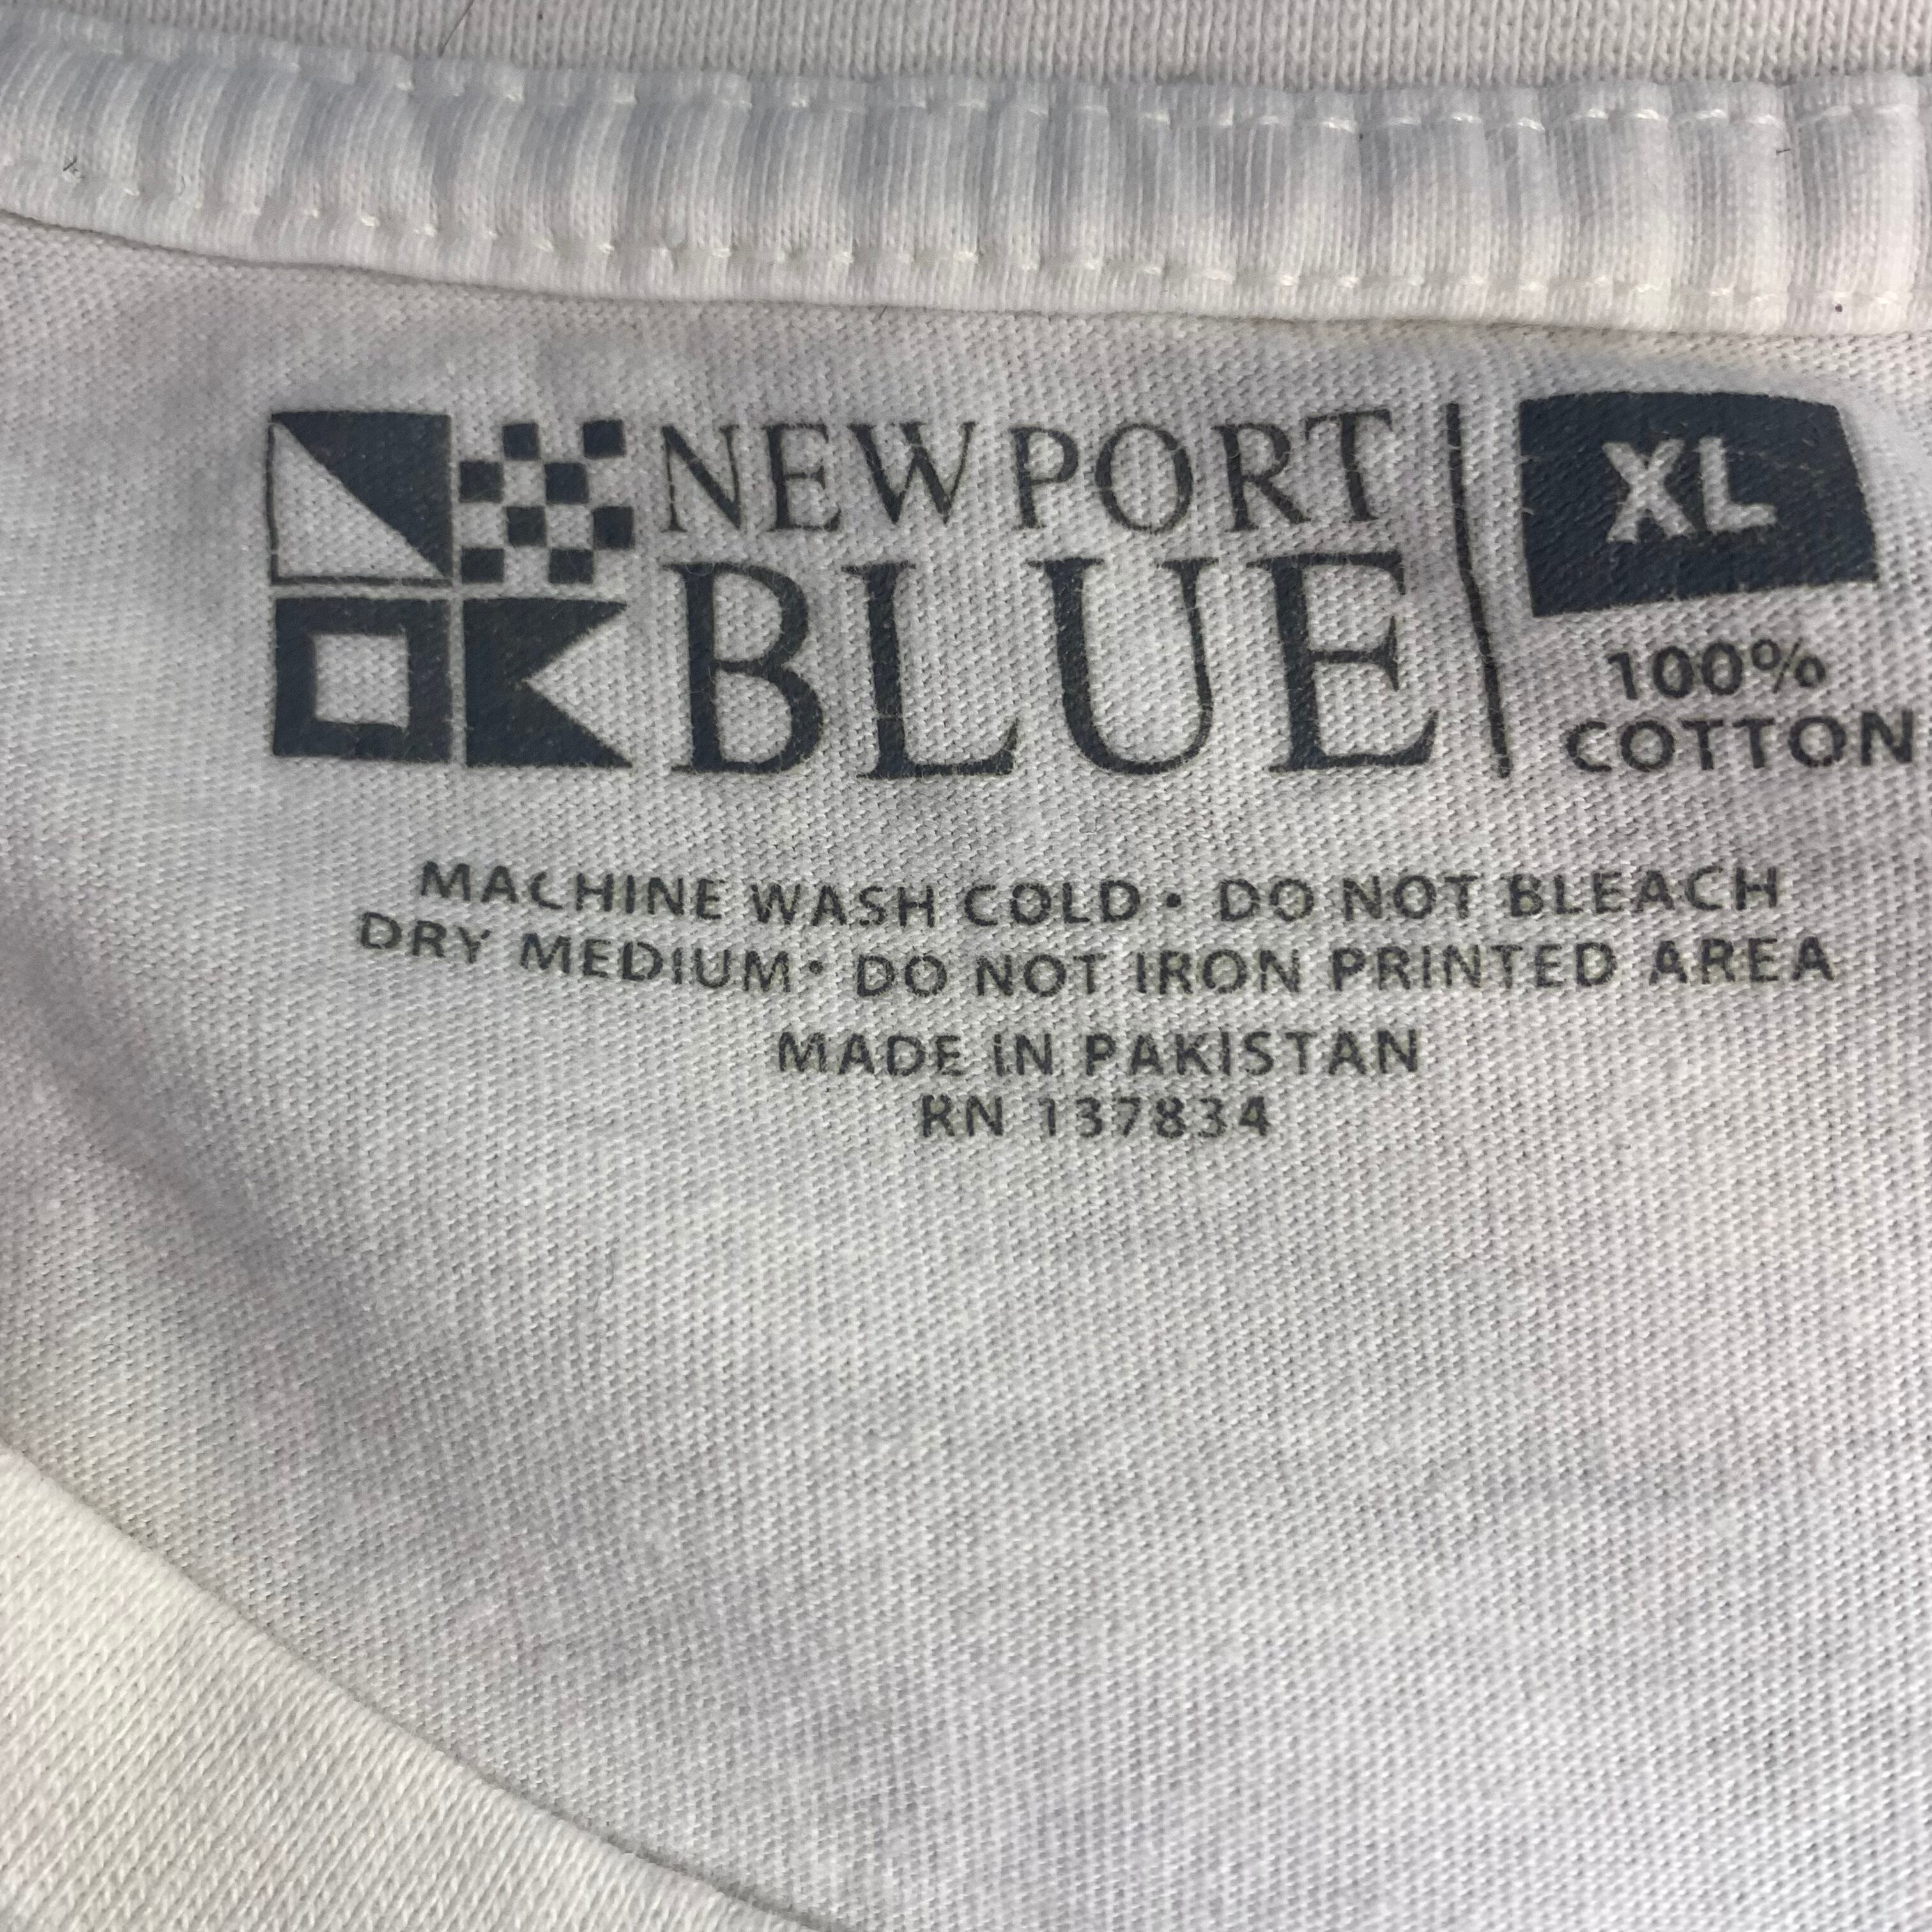 NEWPORT
BLUE
XL
100%
COTTON
MACHINE WASH COLD • DO NOT BLEACH
DRY MEDIUM • DO NOT IRON PRINTED AREA
MADE IN PAKISTAN
RN 137834